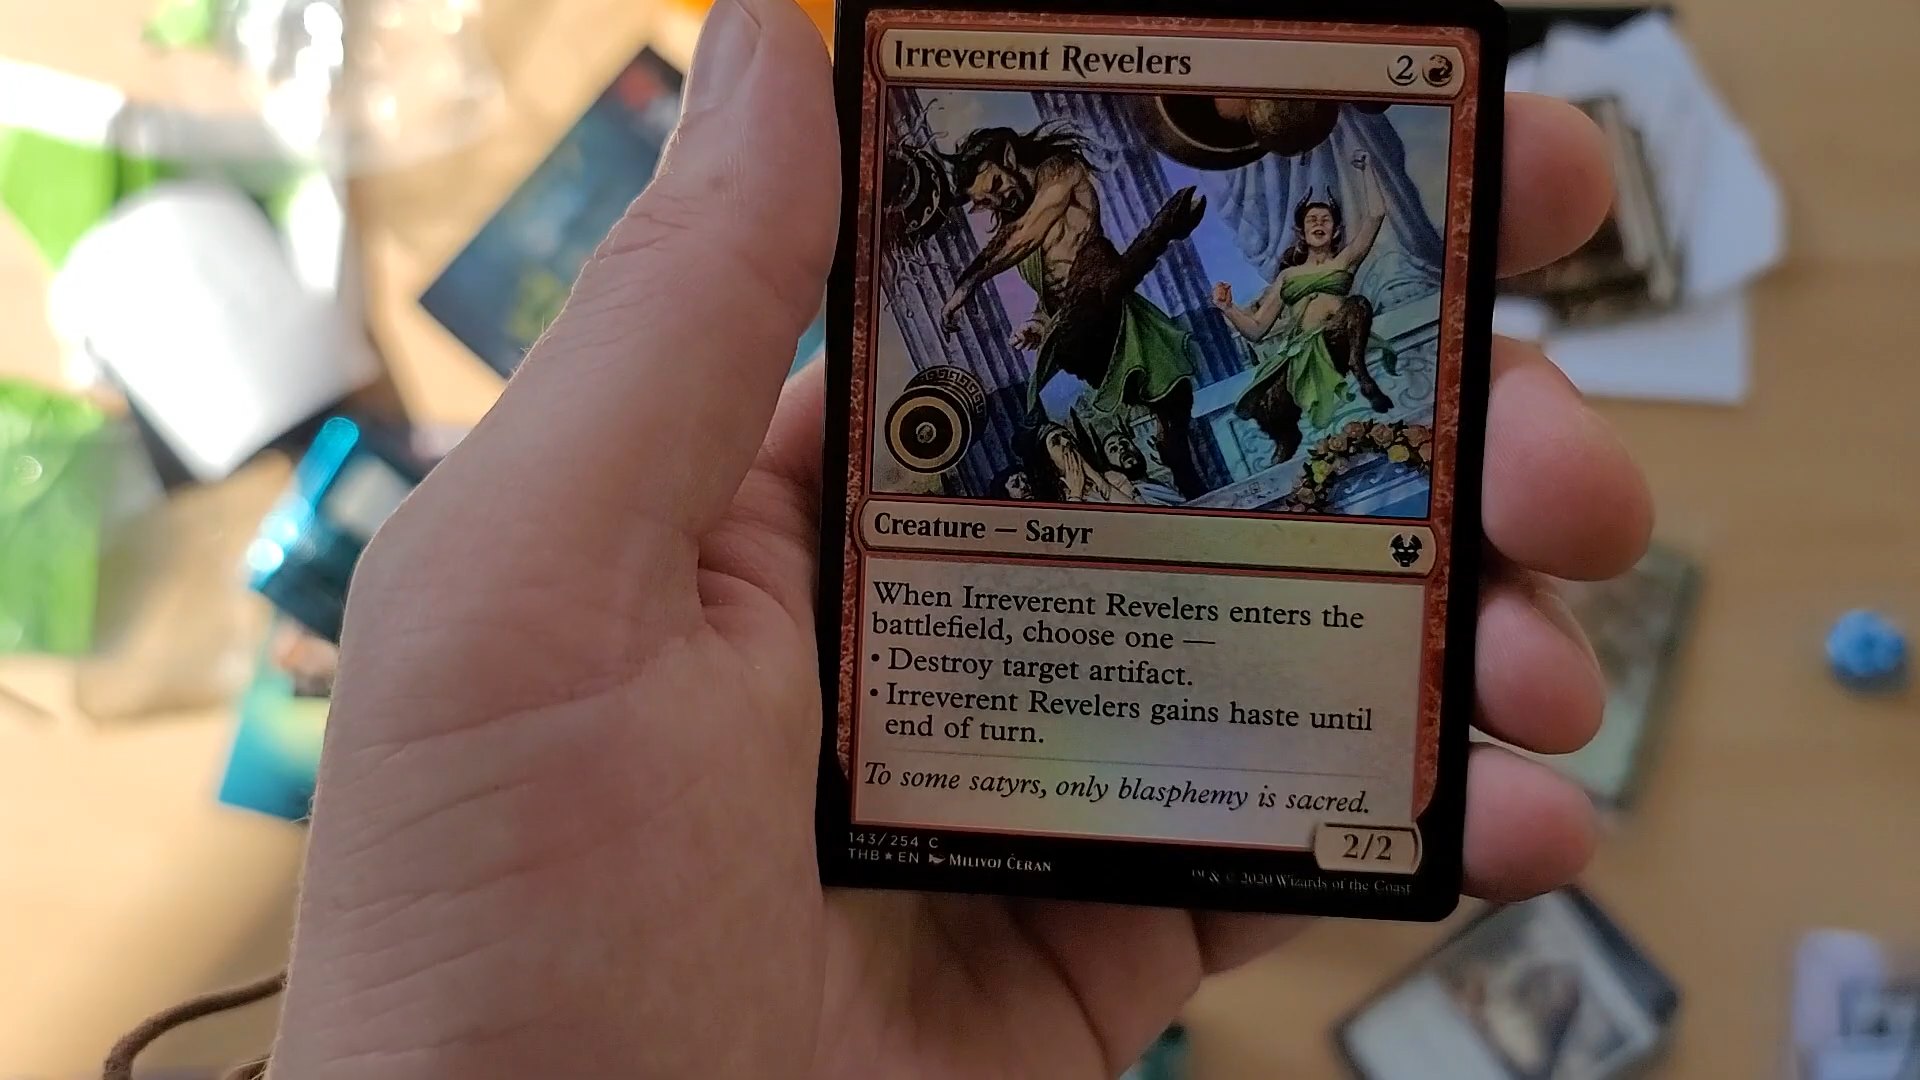 Irreverent Revelers 2
Creature — Satyr
When Irreverent Revelers enters the
battlefield, choose one —
• Destroy target artifact.
• Irreverent Revelers gains haste until
end of turn.
To some satyrs, only blasphemy is sacred.
2/2
143/254 C
THB ★ EN Milivoj Ćeran
™ & © 2020 Wizards of the Coast